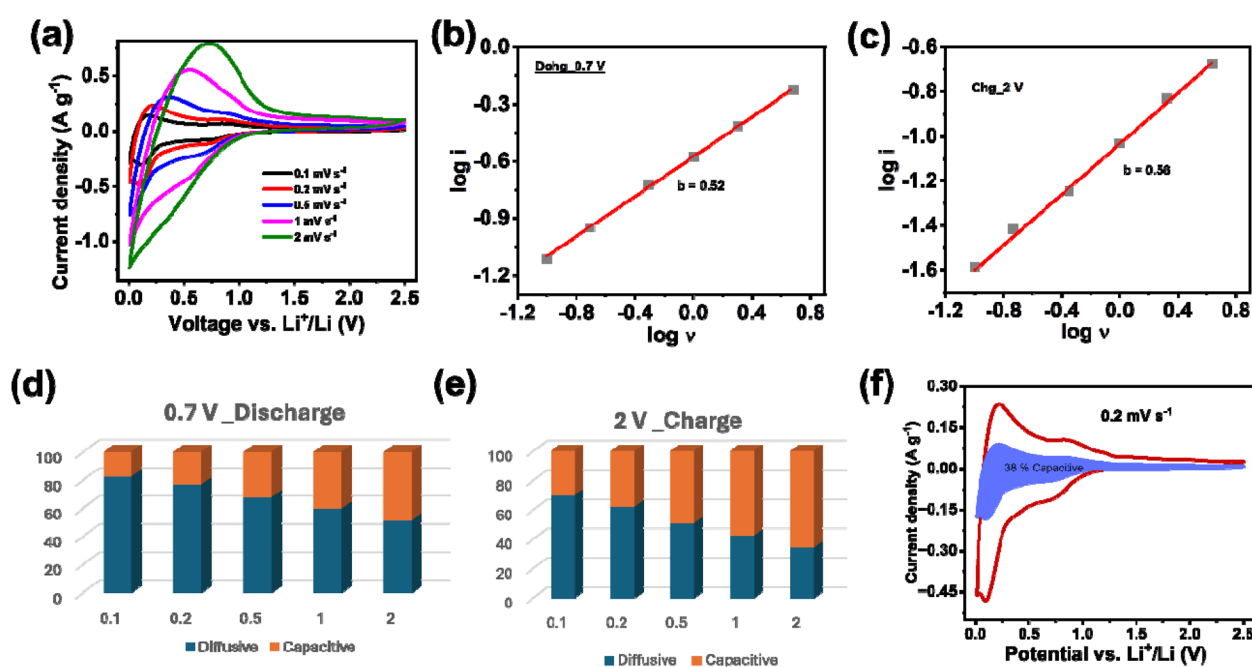 (a)
Current density (A g⁻¹)
0.5
0.0
-0.5
-1.0
0.1 mV s⁻¹
0.2 mV s⁻¹
0.5 mV s⁻¹
1 mV s⁻¹
2 mV s⁻¹
0.0 0.5 1.0 1.5 2.0 2.5
Voltage vs. Li⁺/Li (V)
(b)
log i
0.0
-0.3
-0.6
-0.9
-1.2
Dchg_0.7 V
b = 0.52
-1.2 -0.8 -0.4 0.0 0.4 0.8
log ν
(c)
log i
-0.6
-0.8
-1.0
-1.2
-1.4
-1.6
Chg_2 V
b = 0.56
-1.2 -0.8 -0.4 0.0 0.4 0.8
log ν
(d)
0.7 V _Discharge
100
80
60
40
20
0
0.1 0.2 0.5 1 2
Diffusive Capacitive
(e)
2 V _Charge
100
80
60
40
20
0
0.1 0.2 0.5 1 2
Diffusive Capacitive
(f)
Current density (A g⁻¹)
0.30
0.15
0.00
−0.15
−0.30
−0.45
0.2 mV s⁻¹
38 % Capacitive
0.0 0.5 1.0 1.5 2.0 2.5
Potential vs. Li⁺/Li (V)